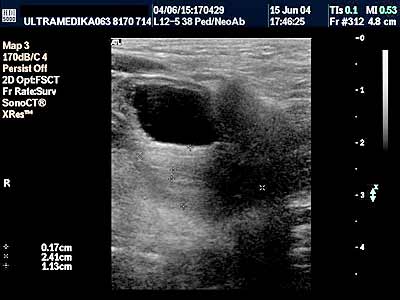 ULTRAMEDIKA063 8170 714
04/06/15:170429
L12-5 38 Ped/NeoAb
15 Jun 04
17:46:25
TIs 0.1 MI 0.53
Fr #312 4.8 cm
Map 3
170dB/C 4
Persist Off
2D Opt:FSCT
Fr Rate:Surv
SonoCT®
XRes™
R
0
1
2
3
4
x
0.17cm
2.41cm
1.13cm